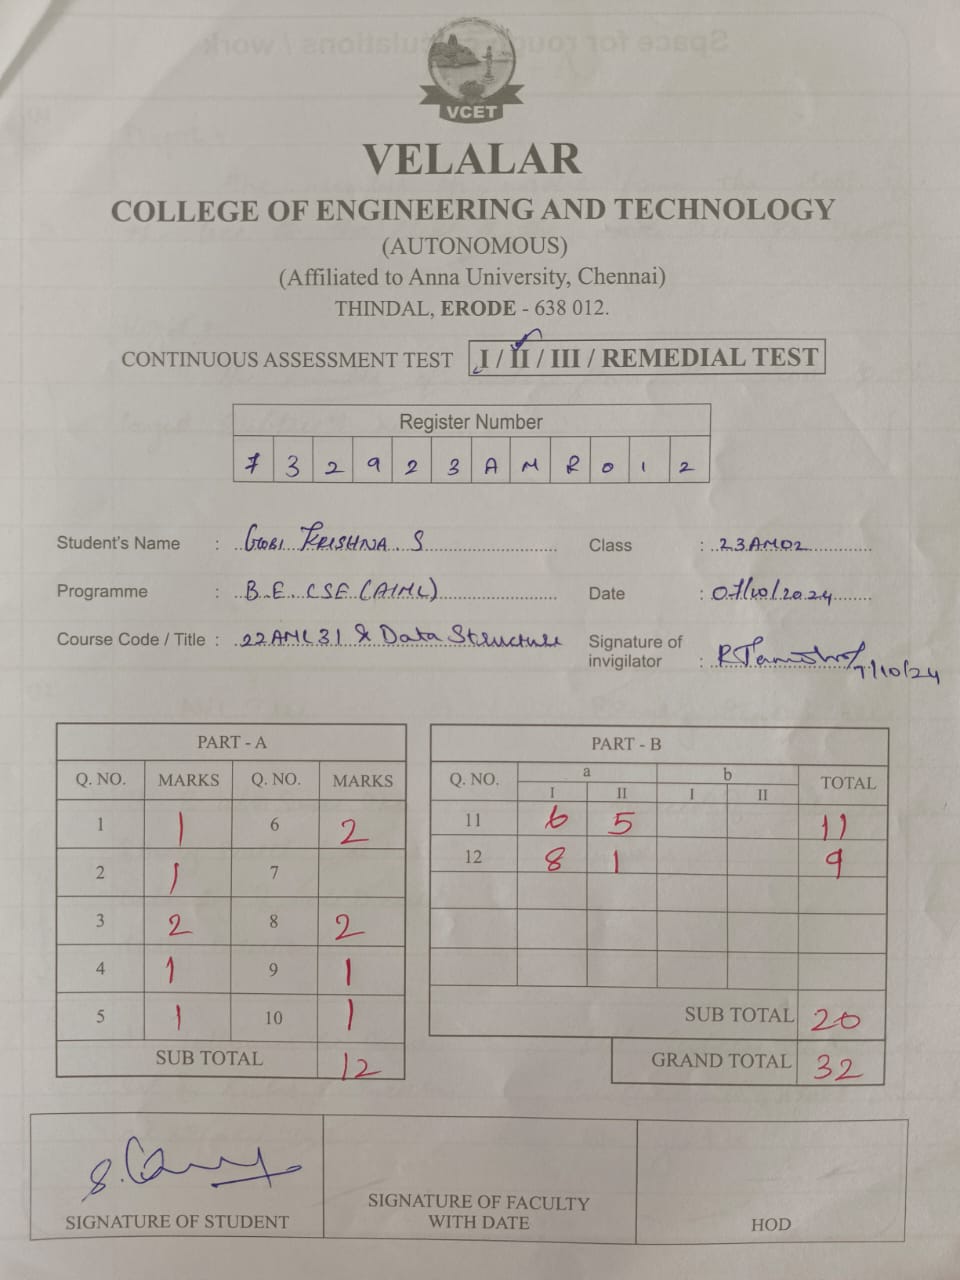 VCET
VELALAR
COLLEGE OF ENGINEERING AND TECHNOLOGY
(AUTONOMOUS)
(Affiliated to Anna University, Chennai)
THINDAL, ERODE - 638 012.
CONTINUOUS ASSESSMENT TEST I / II / III / REMEDIAL TEST
Register Number
7 3 2 9 2 3 A M R 0 1 2
Student's Name : GOBI KRISHNA S Class : 23AM02
Programme : B.E. CSE (AIML) Date : 07/10/2024
Course Code / Title : 22AML31 & Data Structure Signature of
invigilator : 7/10/24
PART - A PART - B
Q. NO. MARKS Q. NO. MARKS Q. NO. a b TOTAL
I II I II
1 1 6 2 11 6 5 11
2 1 7 12 8 1 9
3 2 8 2
4 1 9 1
5 1 10 1 SUB TOTAL 20
SUB TOTAL 12 GRAND TOTAL 32
SIGNATURE OF STUDENT SIGNATURE OF FACULTY
WITH DATE HOD